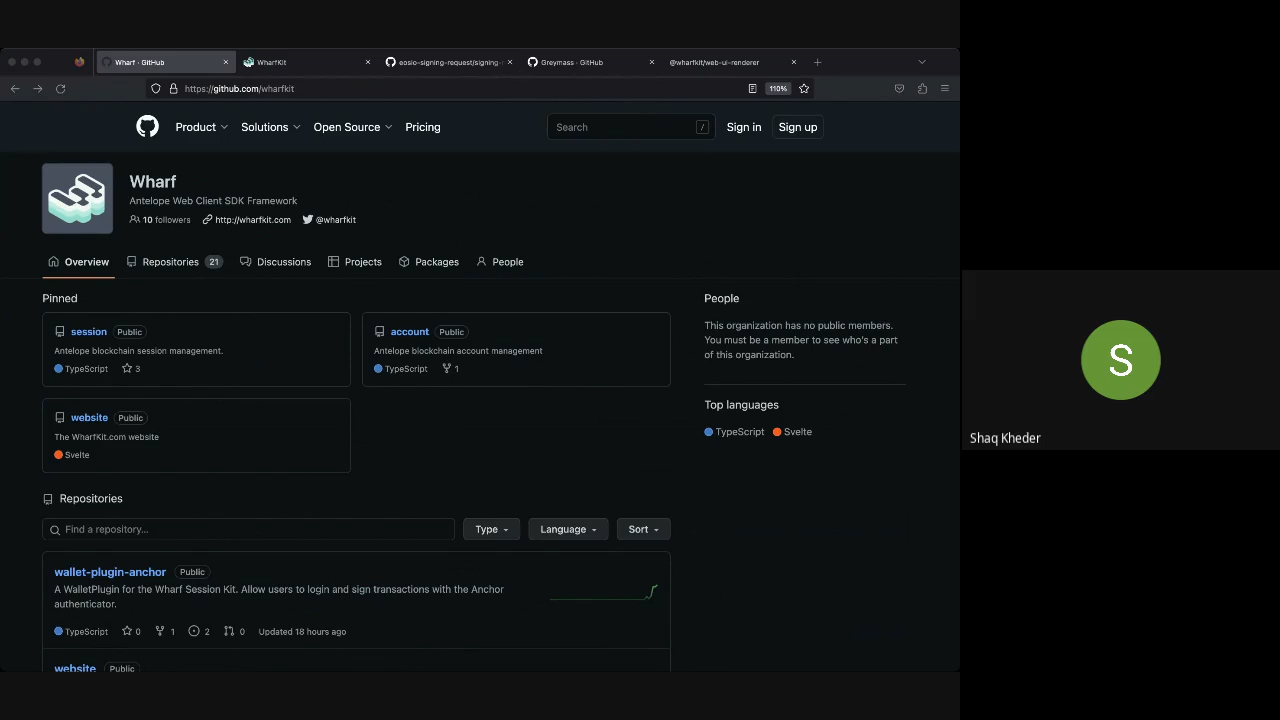 Wharf · GitHub
WharfKit
eosio-signing-request/signing-r
Greymass · GitHub
@wharfkit/web-ui-renderer
https://github.com/wharfkit
110%
Product
Solutions
Open Source
Pricing
Search
/
Sign in
Sign up
Wharf
Antelope Web Client SDK Framework
10 followers
http://wharfkit.com
@wharfkit
Overview
Repositories 21
Discussions
Projects
Packages
People
Pinned
session Public
Antelope blockchain session management.
TypeScript 3
account Public
Antelope blockchain account management
TypeScript 1
website Public
The WharfKit.com website
Svelte
People
This organization has no public members.
You must be a member to see who's a part
of this organization.
Top languages
TypeScript Svelte
Repositories
Find a repository...
Type
Language
Sort
wallet-plugin-anchor Public
A WalletPlugin for the Wharf Session Kit. Allow users to login and sign transactions with the Anchor
authenticator.
TypeScript 0 1 2 0 Updated 18 hours ago
website Public
S
Shaq Kheder